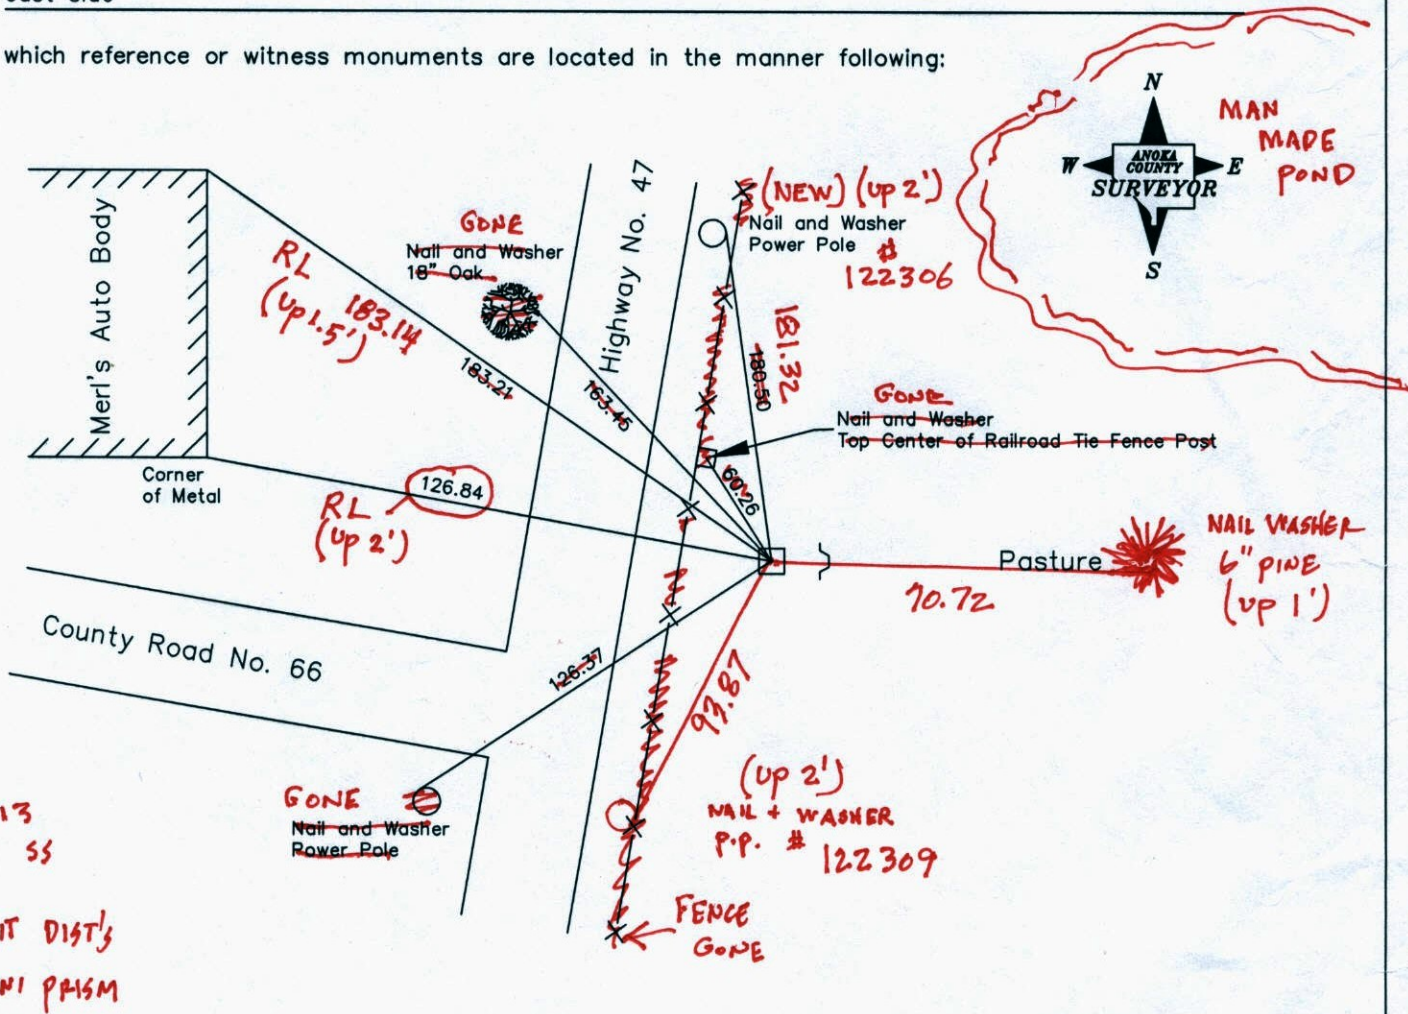 which reference or witness monuments are located in the manner following:
N
W
E
S
ANOKA
COUNTY
SURVEYOR
MAN
MADE
POND
Merl's Auto Body
RL
(up 1.5')
183.14
183.21
GONE
Nail and Washer
18" Oak
163.45
Highway No. 47
(NEW) (up 2')
Nail and Washer
Power Pole
#
122306
181.32
180.50
GONE
Nail and Washer
Top Center of Railroad Tie Fence Post
60.26
Corner
of Metal
126.84
RL
(up 2')
Pasture
70.72
NAIL WASHER
6" PINE
(up 1')
County Road No. 66
126.37
93.87
GONE
Nail and Washer
Power Pole
(up 2')
NAIL + WASHER
P.P. #
122309
FENCE
GONE
13
SS
DIST'S
PRISM